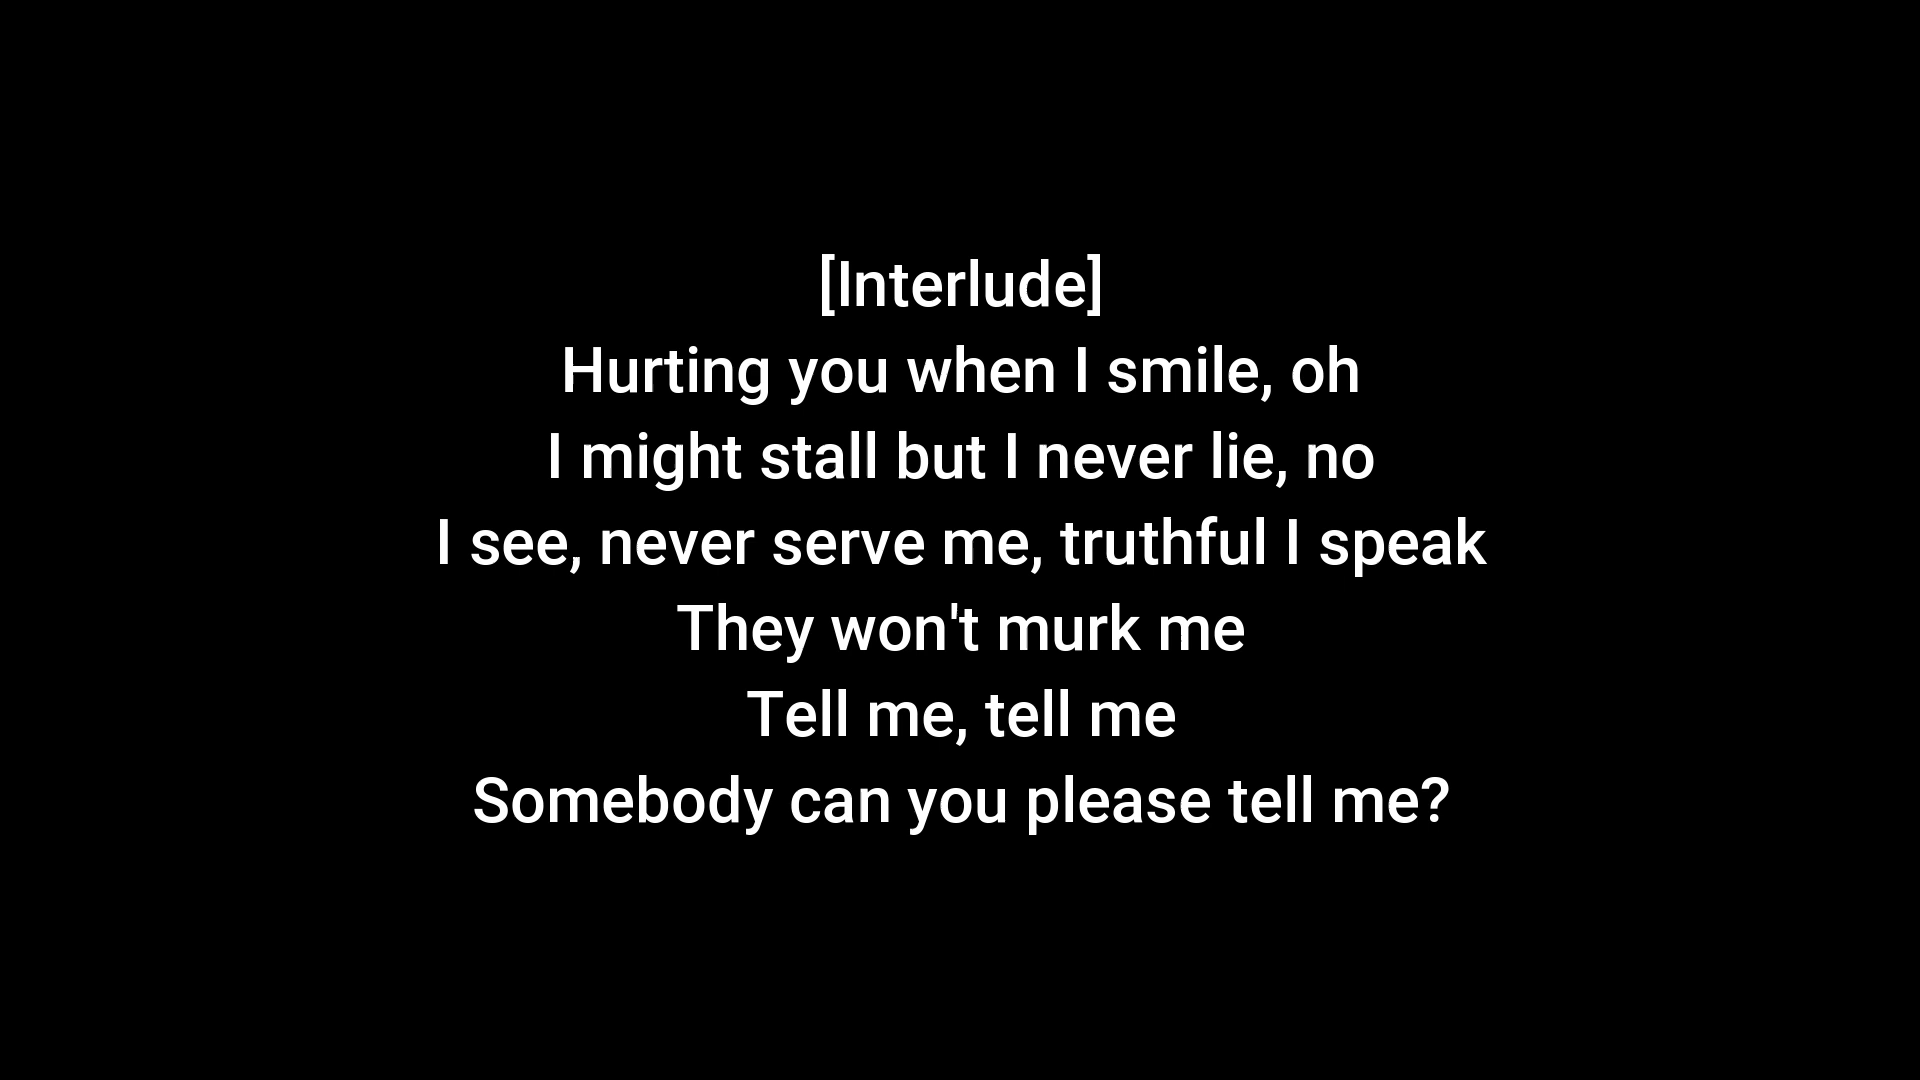 [Interlude]
Hurting you when I smile, oh
I might stall but I never lie, no
I see, never serve me, truthful I speak
They won't murk me
Tell me, tell me
Somebody can you please tell me?